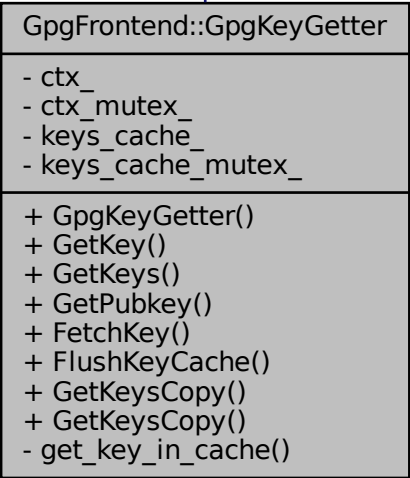 GpgFrontend::GpgKeyGetter
- ctx_
- ctx_mutex_
- keys_cache_
- keys_cache_mutex_
+ GpgKeyGetter()
+ GetKey()
+ GetKeys()
+ GetPubkey()
+ FetchKey()
+ FlushKeyCache()
+ GetKeysCopy()
+ GetKeysCopy()
- get_key_in_cache()